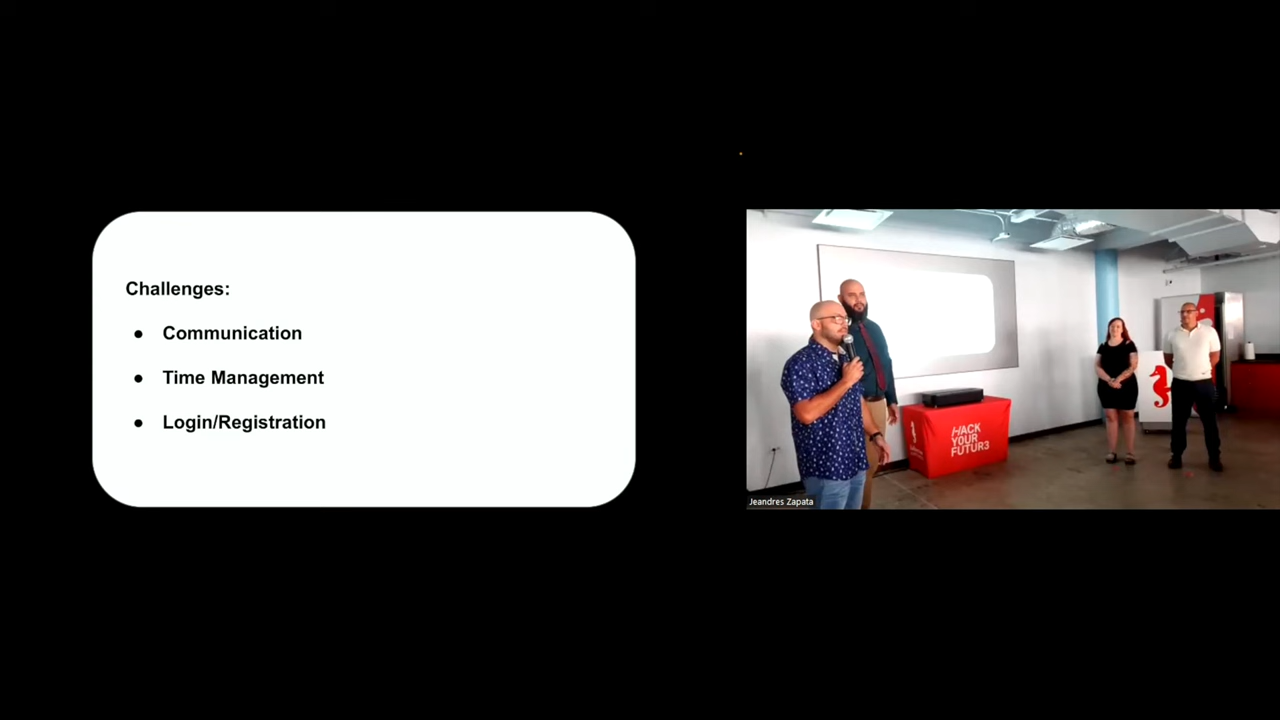 Challenges:
● Communication
● Time Management
● Login/Registration
HACK
YOUR
FUTUR3
Jeandres Zapata